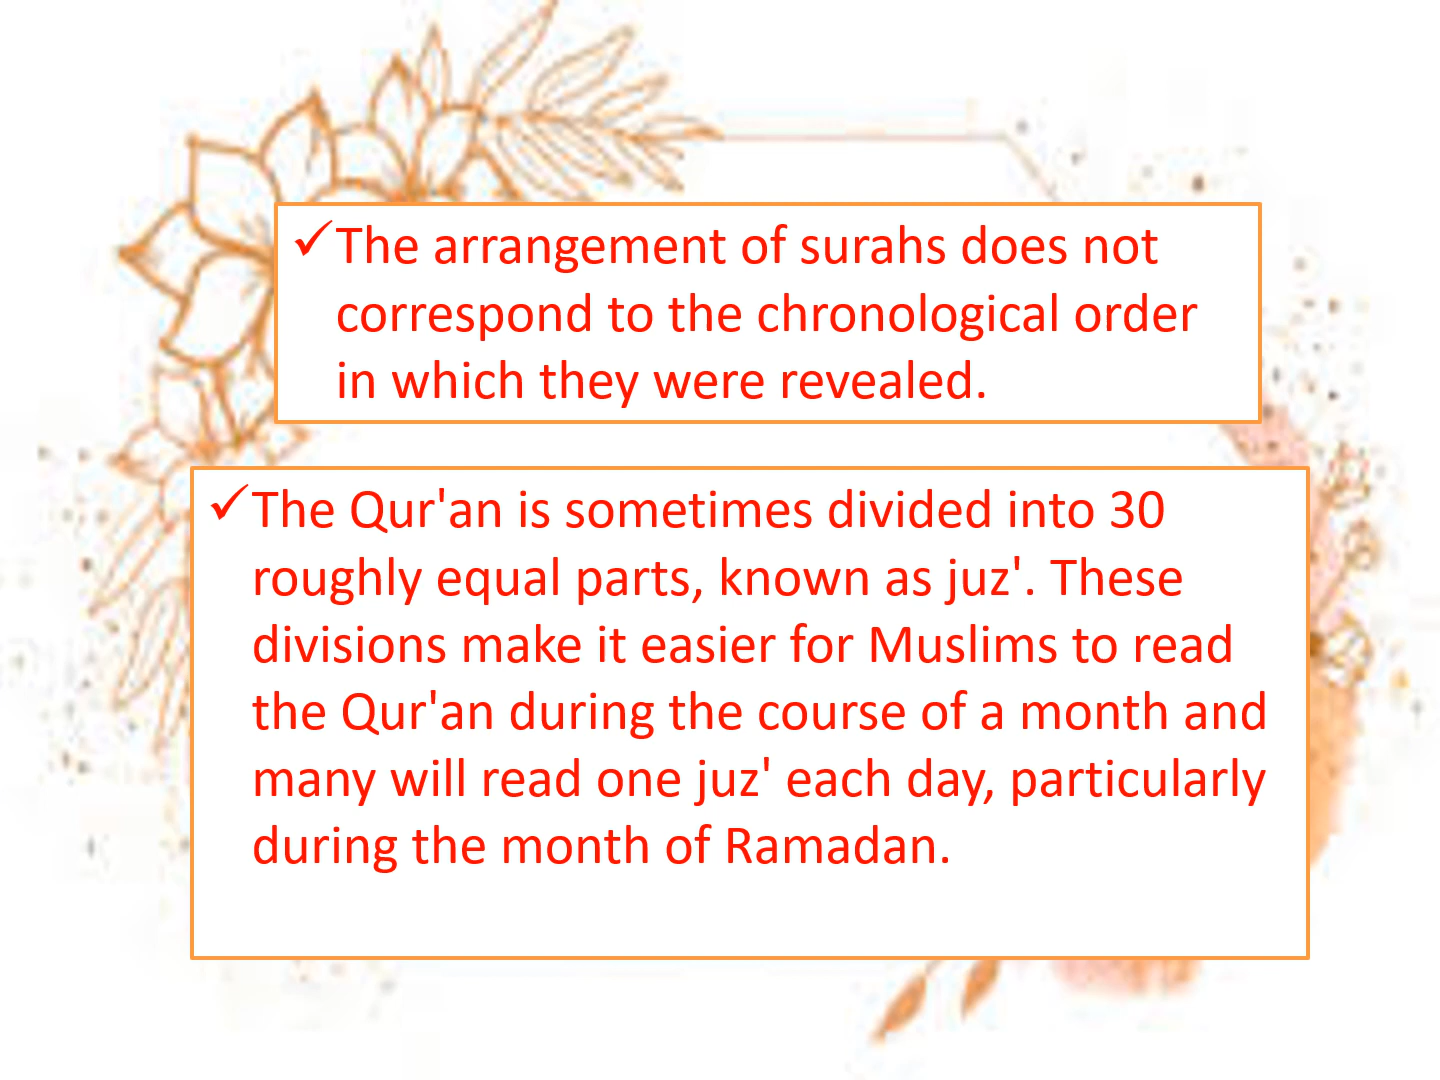 ✓The arrangement of surahs does not
correspond to the chronological order
in which they were revealed.
✓The Qur'an is sometimes divided into 30
roughly equal parts, known as juz'. These
divisions make it easier for Muslims to read
the Qur'an during the course of a month and
many will read one juz' each day, particularly
during the month of Ramadan.